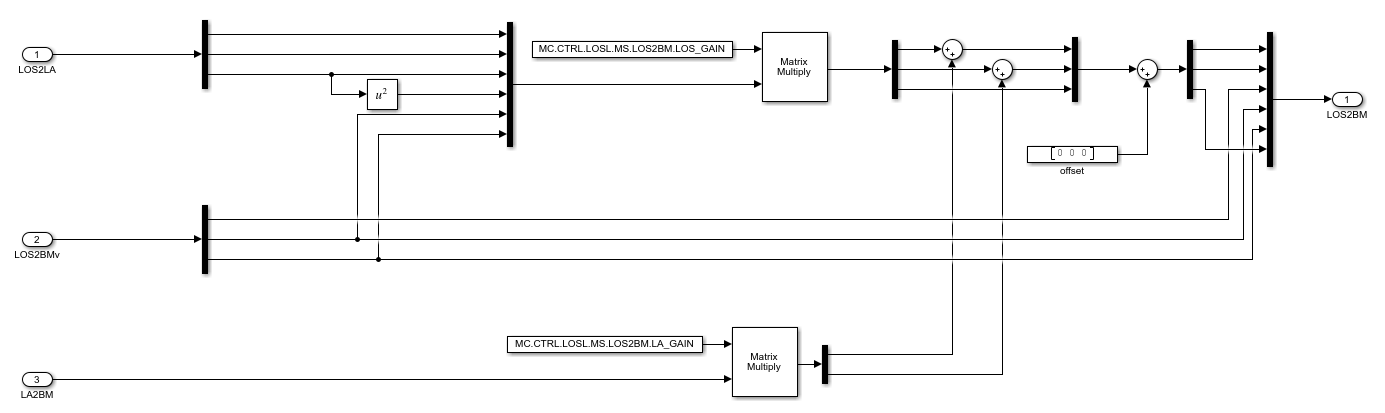 1
LOS2LA
u²
MC.CTRL.LOSL.MS.LOS2BM.LOS_GAIN
Matrix
Multiply
+
+
+
+
+
+
[0 0 0]
offset
1
LOS2BM
2
LOS2BMv
MC.CTRL.LOSL.MS.LOS2BM.LA_GAIN
Matrix
Multiply
3
LA2BM